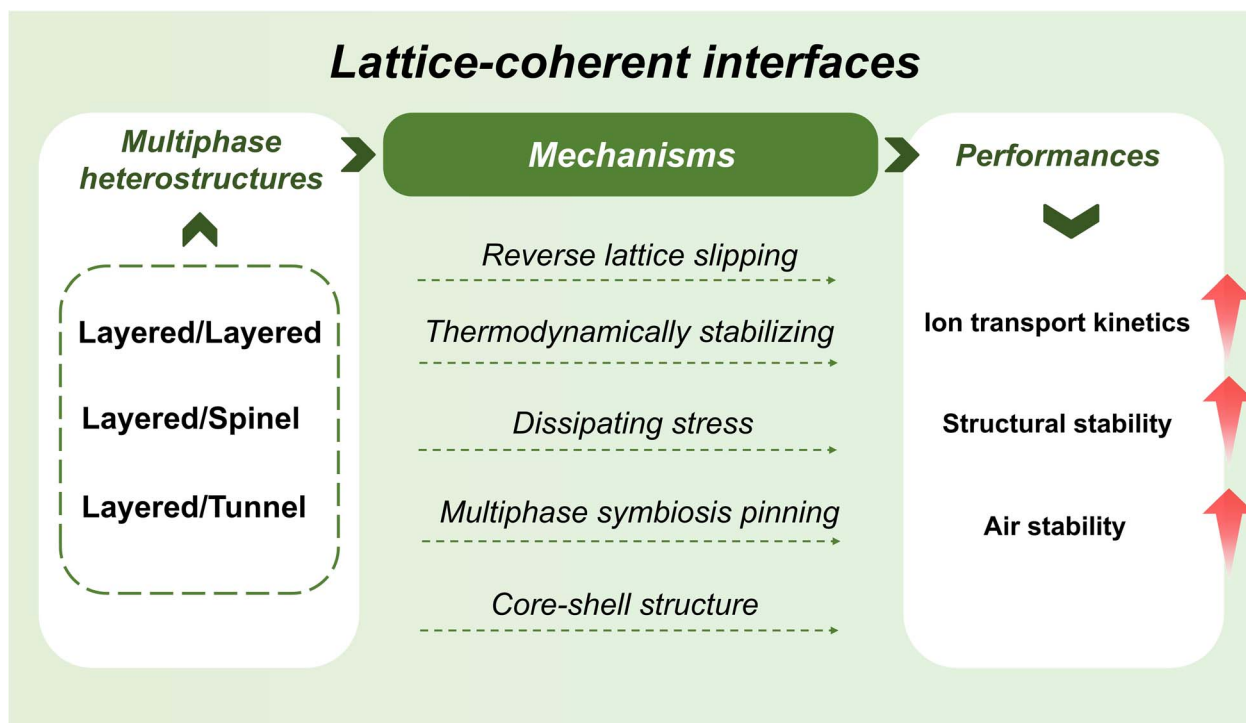 Lattice-coherent interfaces
Multiphase
heterostructures
Layered/Layered
Layered/Spinel
Layered/Tunnel
Mechanisms
Reverse lattice slipping
Thermodynamically stabilizing
Dissipating stress
Multiphase symbiosis pinning
Core-shell structure
Performances
Ion transport kinetics
Structural stability
Air stability